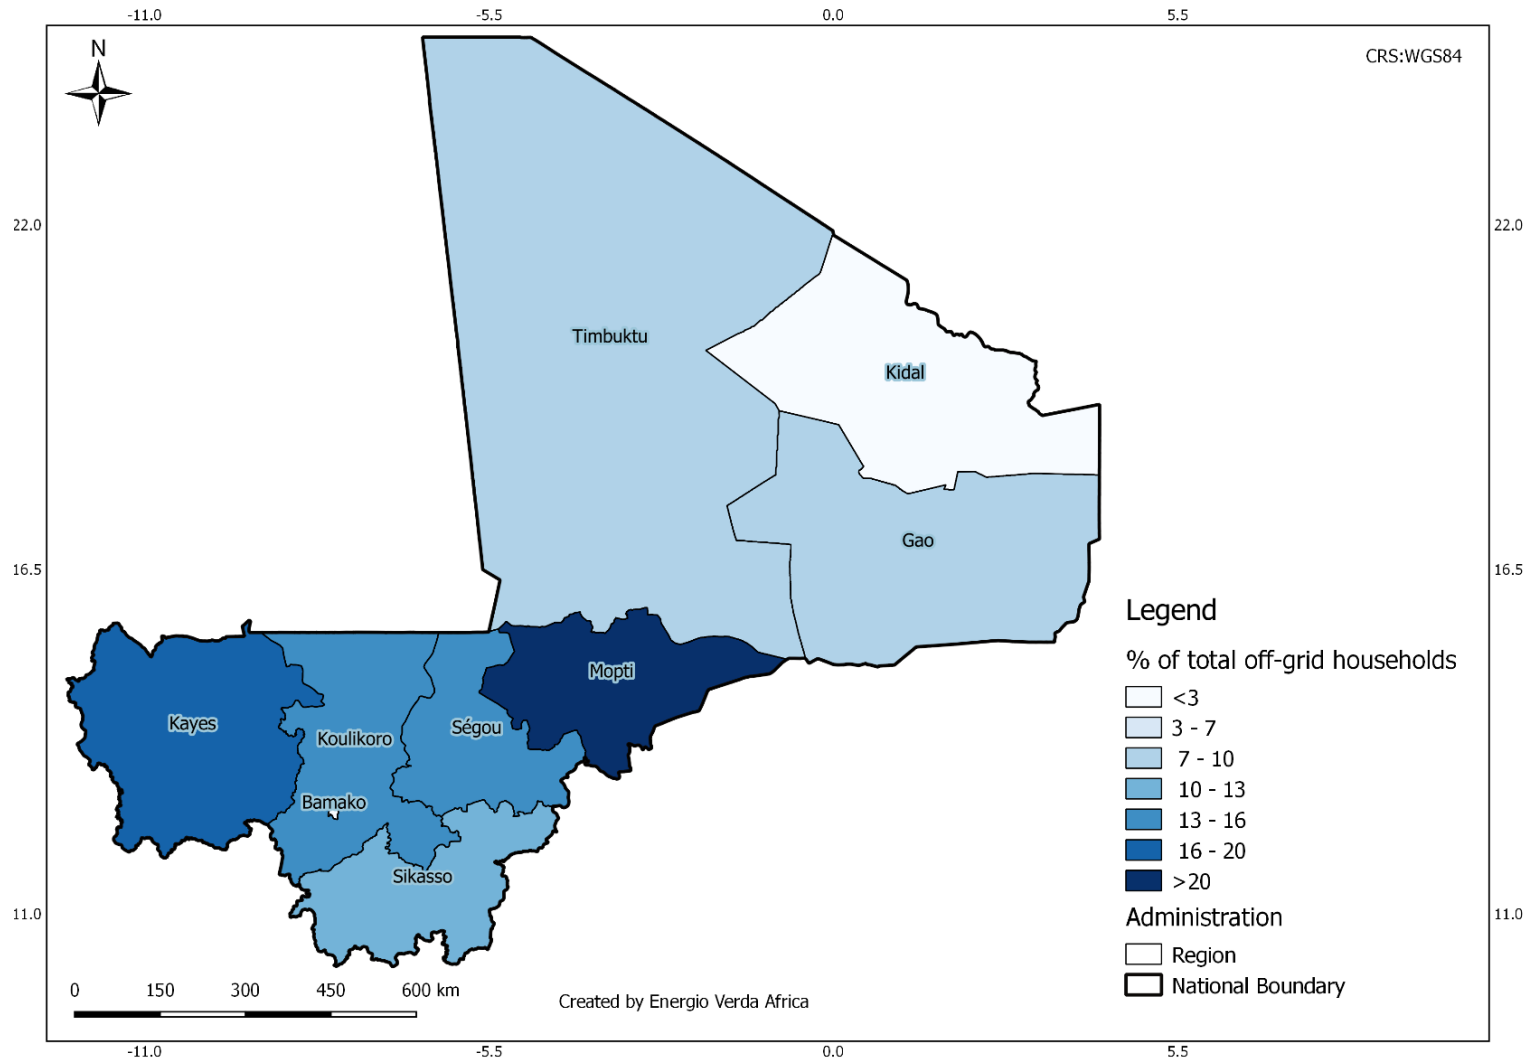 -11.0 -5.5 0.0 5.5
N
CRS:WGS84
22.0 22.0
Timbuktu
Kidal
Gao
16.5 16.5
Legend
% of total off-grid households
<3
3 - 7
7 - 10
10 - 13
13 - 16
16 - 20
>20
Administration
Region
National Boundary
Mopti
Kayes
Ségou
Koulikoro
Bamako
Sikasso
11.0 11.0
0 150 300 450 600 km
Created by Energio Verda Africa
-11.0 -5.5 0.0 5.5